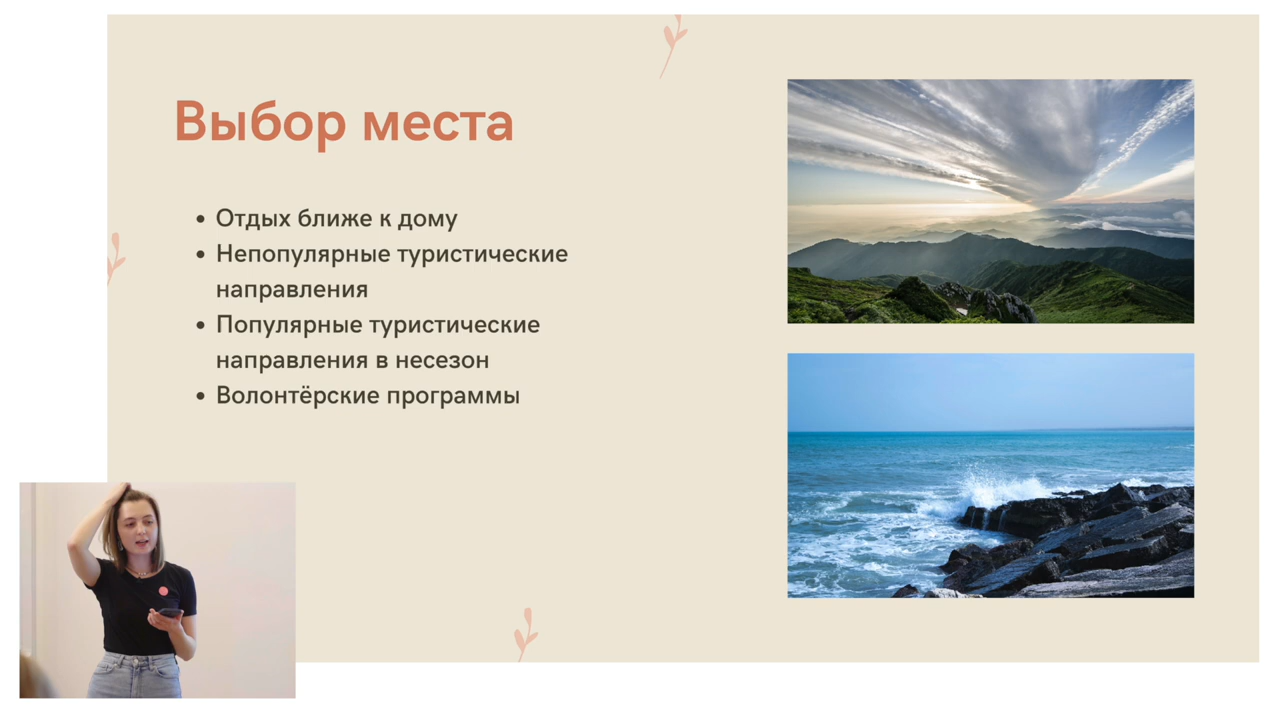 Выбор места
Отдых ближе к дому
Непопулярные туристические
направления
Популярные туристические
направления в несезон
Волонтёрские программы